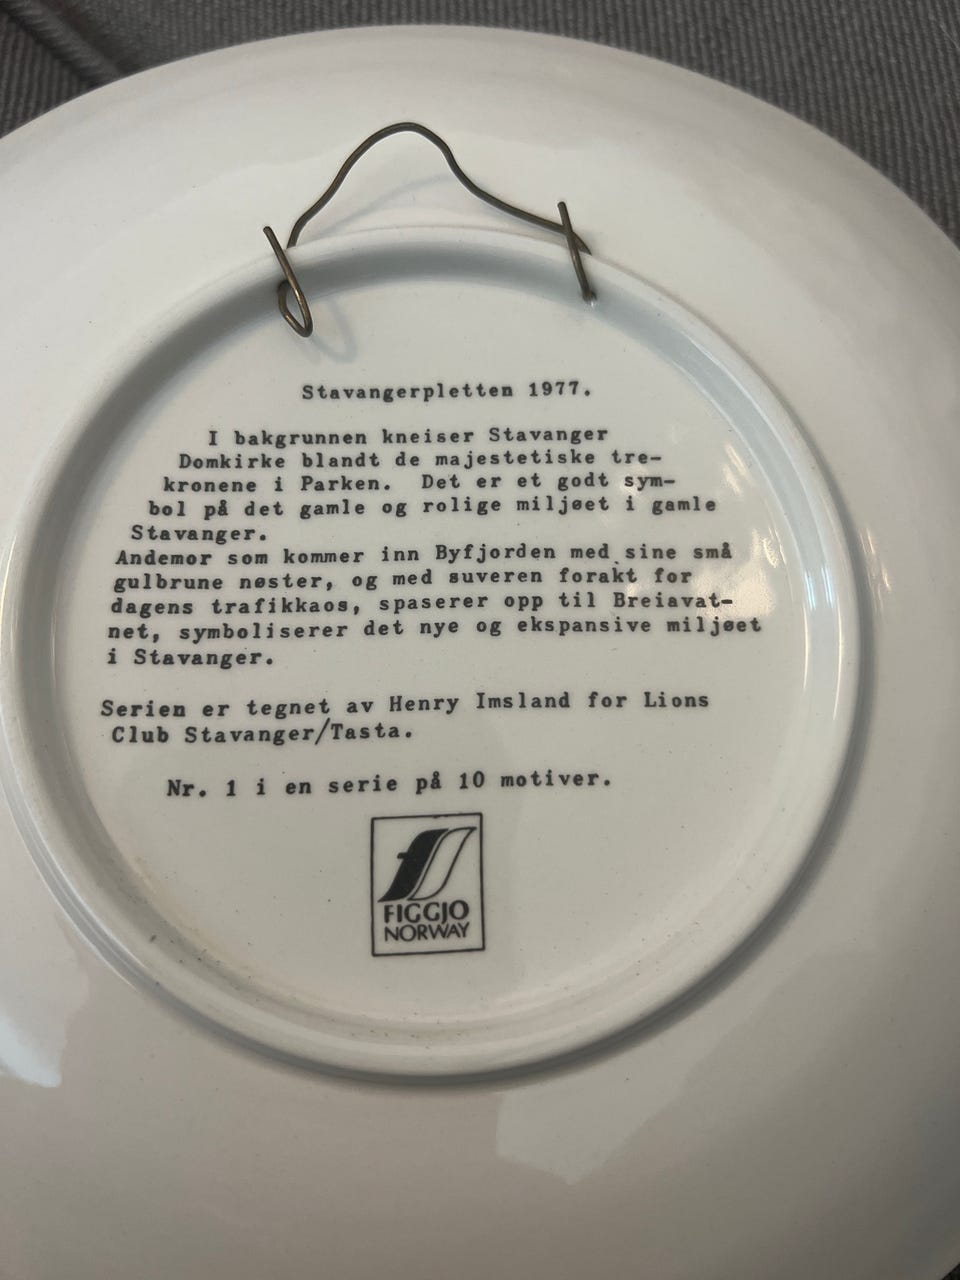 Stavangerpletten 1977.
I bakgrunnen kneiser Stavanger
Domkirke blandt de majestetiske tre-
kronene i Parken. Det er et godt sym-
bol på det gamle og rolige miljøet i gamle
Stavanger.
Andemor som kommer inn Byfjorden med sine små
gulbrune nøster, og med suveren forakt for
dagens trafikkaos, spaserer opp til Breiavat-
net, symboliserer det nye og ekspansive miljøet
i Stavanger.
Serien er tegnet av Henry Imsland for Lions
Club Stavanger/Tasta.
Nr. 1 i en serie på 10 motiver.
FIGGJO
NORWAY